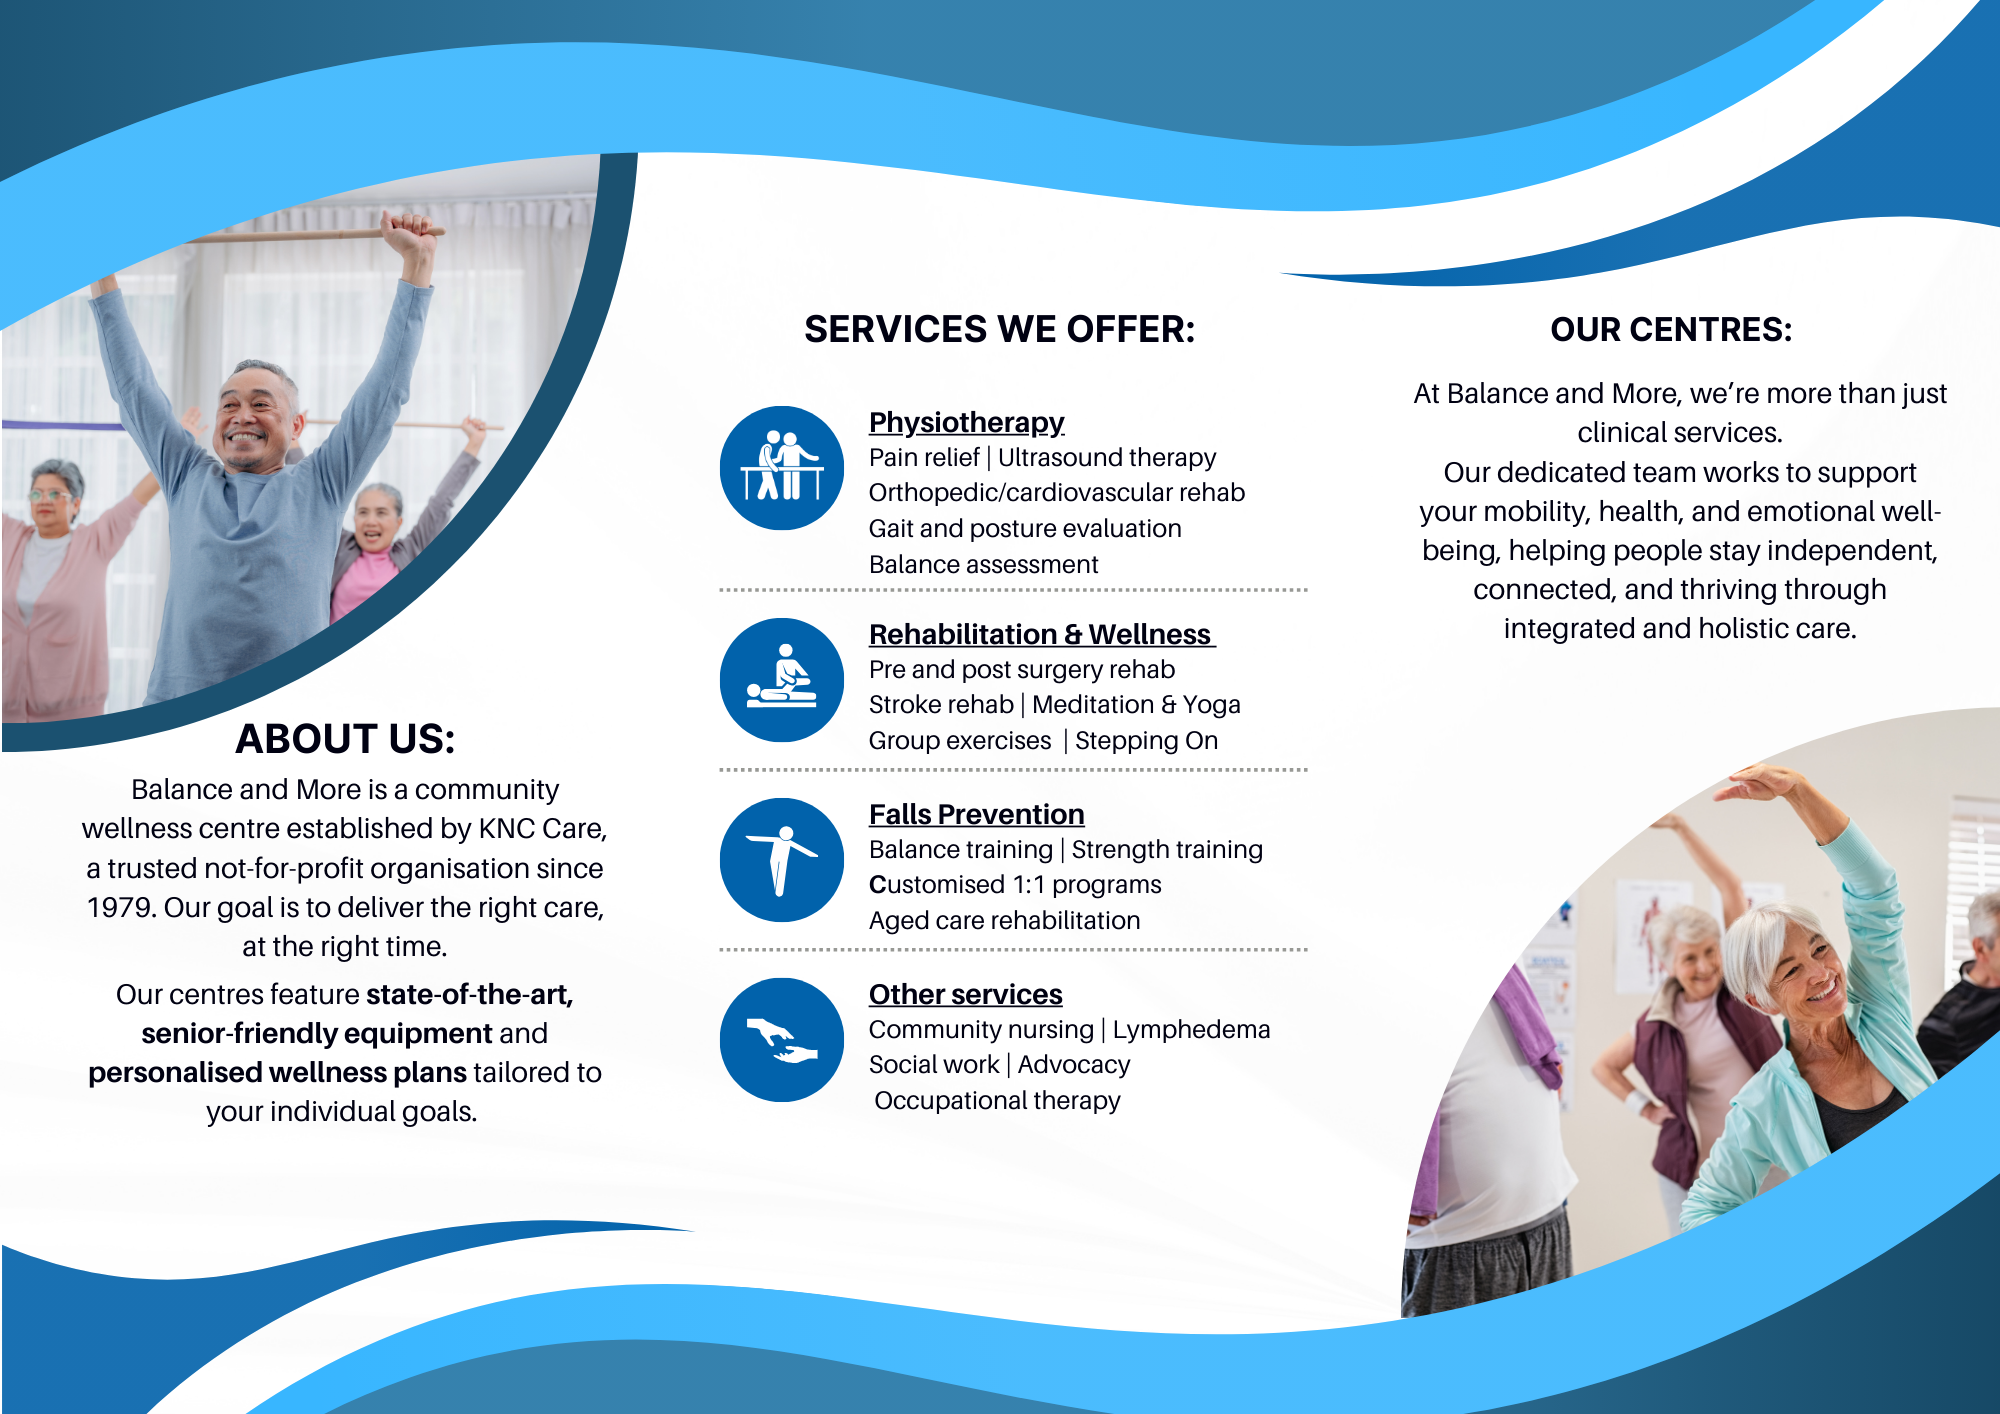 ABOUT US:
Balance and More is a community
wellness centre established by KNC Care,
a trusted not-for-profit organisation since
1979. Our goal is to deliver the right care,
at the right time.
Our centres feature state-of-the-art,
senior-friendly equipment and
personalised wellness plans tailored to
your individual goals.
SERVICES WE OFFER:
Physiotherapy
Pain relief | Ultrasound therapy
Orthopedic/cardiovascular rehab
Gait and posture evaluation
Balance assessment
Rehabilitation & Wellness
Pre and post surgery rehab
Stroke rehab | Meditation & Yoga
Group exercises | Stepping On
Falls Prevention
Balance training | Strength training
Customised 1:1 programs
Aged care rehabilitation
Other services
Community nursing | Lymphedema
Social work | Advocacy
Occupational therapy
OUR CENTRES:
At Balance and More, we’re more than just
clinical services.
Our dedicated team works to support
your mobility, health, and emotional well-
being, helping people stay independent,
connected, and thriving through
integrated and holistic care.